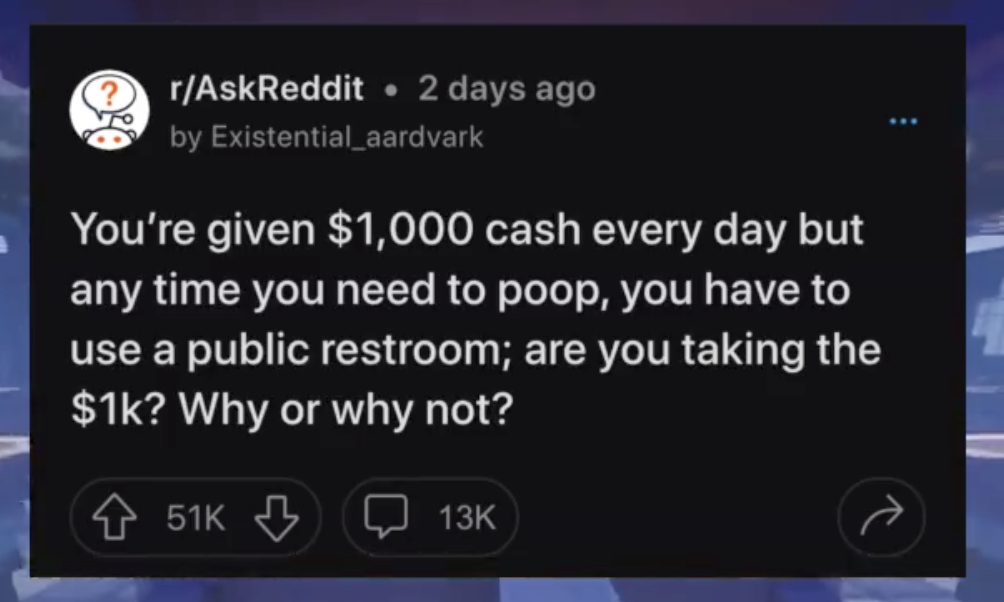 r/AskReddit • 2 days ago
by Existential_aardvark
You're given $1,000 cash every day but
any time you need to poop, you have to
use a public restroom; are you taking the
$1k? Why or why not?
51K 13K